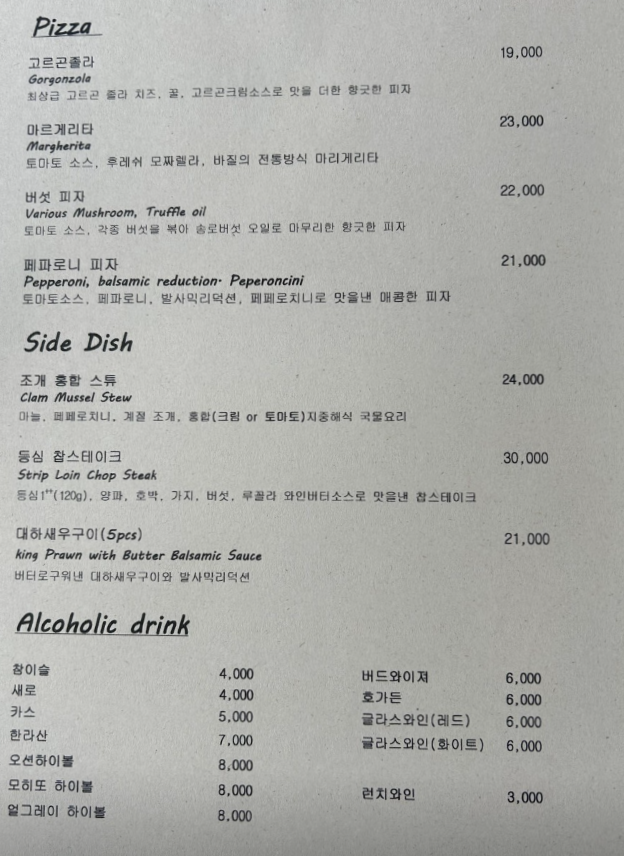 Pizza
고르곤졸라 19,000
Gorgonzola
최상급 고르곤 졸라 치즈, 꿀, 고르곤크림소스로 맛을 더한 향긋한 피자
마르게리타 23,000
Margherita
토마토 소스, 후레쉬 모짜렐라, 바질의 전통방식 마리게리타
버섯 피자 22,000
Various Mushroom, Truffle oil
토마토 소스, 각종 버섯을 볶아 송로버섯 오일로 마무리한 향긋한 피자
페파로니 피자 21,000
Pepperoni, balsamic reduction· Peperoncini
토마토소스, 페파로니, 발사믹리덕션, 페페로치니로 맛을낸 매콤한 피자
Side Dish
조개 홍합 스튜 24,000
Clam Mussel Stew
마늘, 페페로치니, 계절 조개, 홍합(크림 or 토마토)지중해식 국물요리
등심 찹스테이크 30,000
Strip Loin Chop Steak
등심1++(120g), 양파, 호박, 가지, 버섯, 루꼴라 와인버터소스로 맛을낸 찹스테이크
대하새우구이(5pcs) 21,000
king Prawn with Butter Balsamic Sauce
버터로구워낸 대하새우구이와 발사믹리덕션
Alcoholic drink
참이슬 4,000
새로 4,000
카스 5,000
한라산 7,000
오션하이볼 8,000
모히또 하이볼 8,000
얼그레이 하이볼 8,000
버드와이져 6,000
호가든 6,000
글라스와인(레드) 6,000
글라스와인(화이트) 6,000
런치와인 3,000